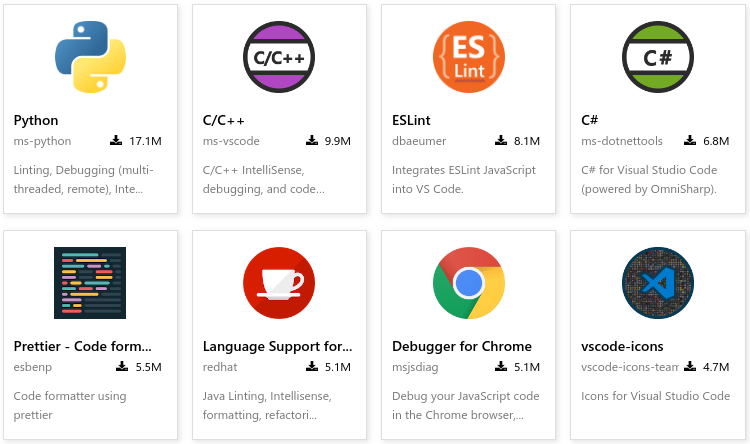 C/C++
ES
Lint
C#
Python
ms-python 17.1M
Linting, Debugging (multi-
threaded, remote), Inte...
C/C++
ms-vscode 9.9M
C/C++ IntelliSense,
debugging, and code...
ESLint
dbaeumer 8.1M
Integrates ESLint JavaScript
into VS Code.
C#
ms-dotnettools 6.8M
C# for Visual Studio Code
(powered by OmniSharp).
Prettier - Code form...
esbenp 5.5M
Code formatter using
prettier
Language Support for...
redhat 5.1M
Java Linting, Intellisense,
formatting, refactori...
Debugger for Chrome
msjsdiag 5.1M
Debug your JavaScript code
in the Chrome browser,...
vscode-icons
vscode-icons-team 4.7M
Icons for Visual Studio Code